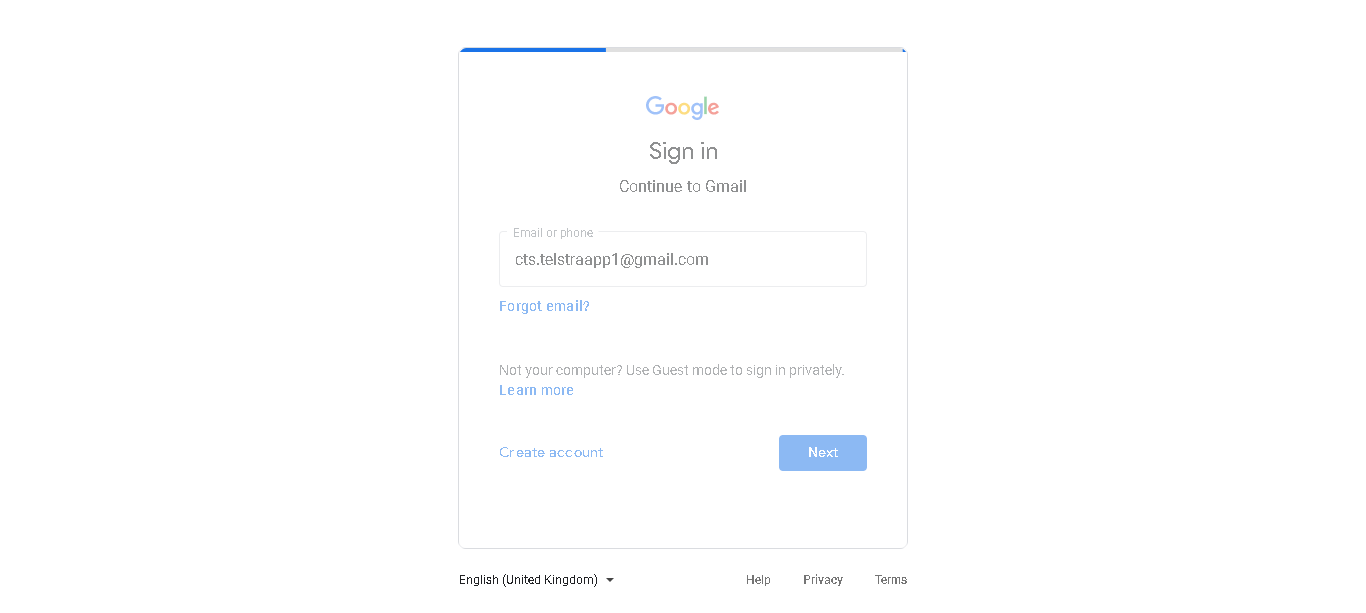 Google
Sign in
Continue to Gmail
Email or phone
cts.telstraapp1@gmail.com
Forgot email?
Not your computer? Use Guest mode to sign in privately.
Learn more
Create account
Next
English (United Kingdom)
Help
Privacy
Terms